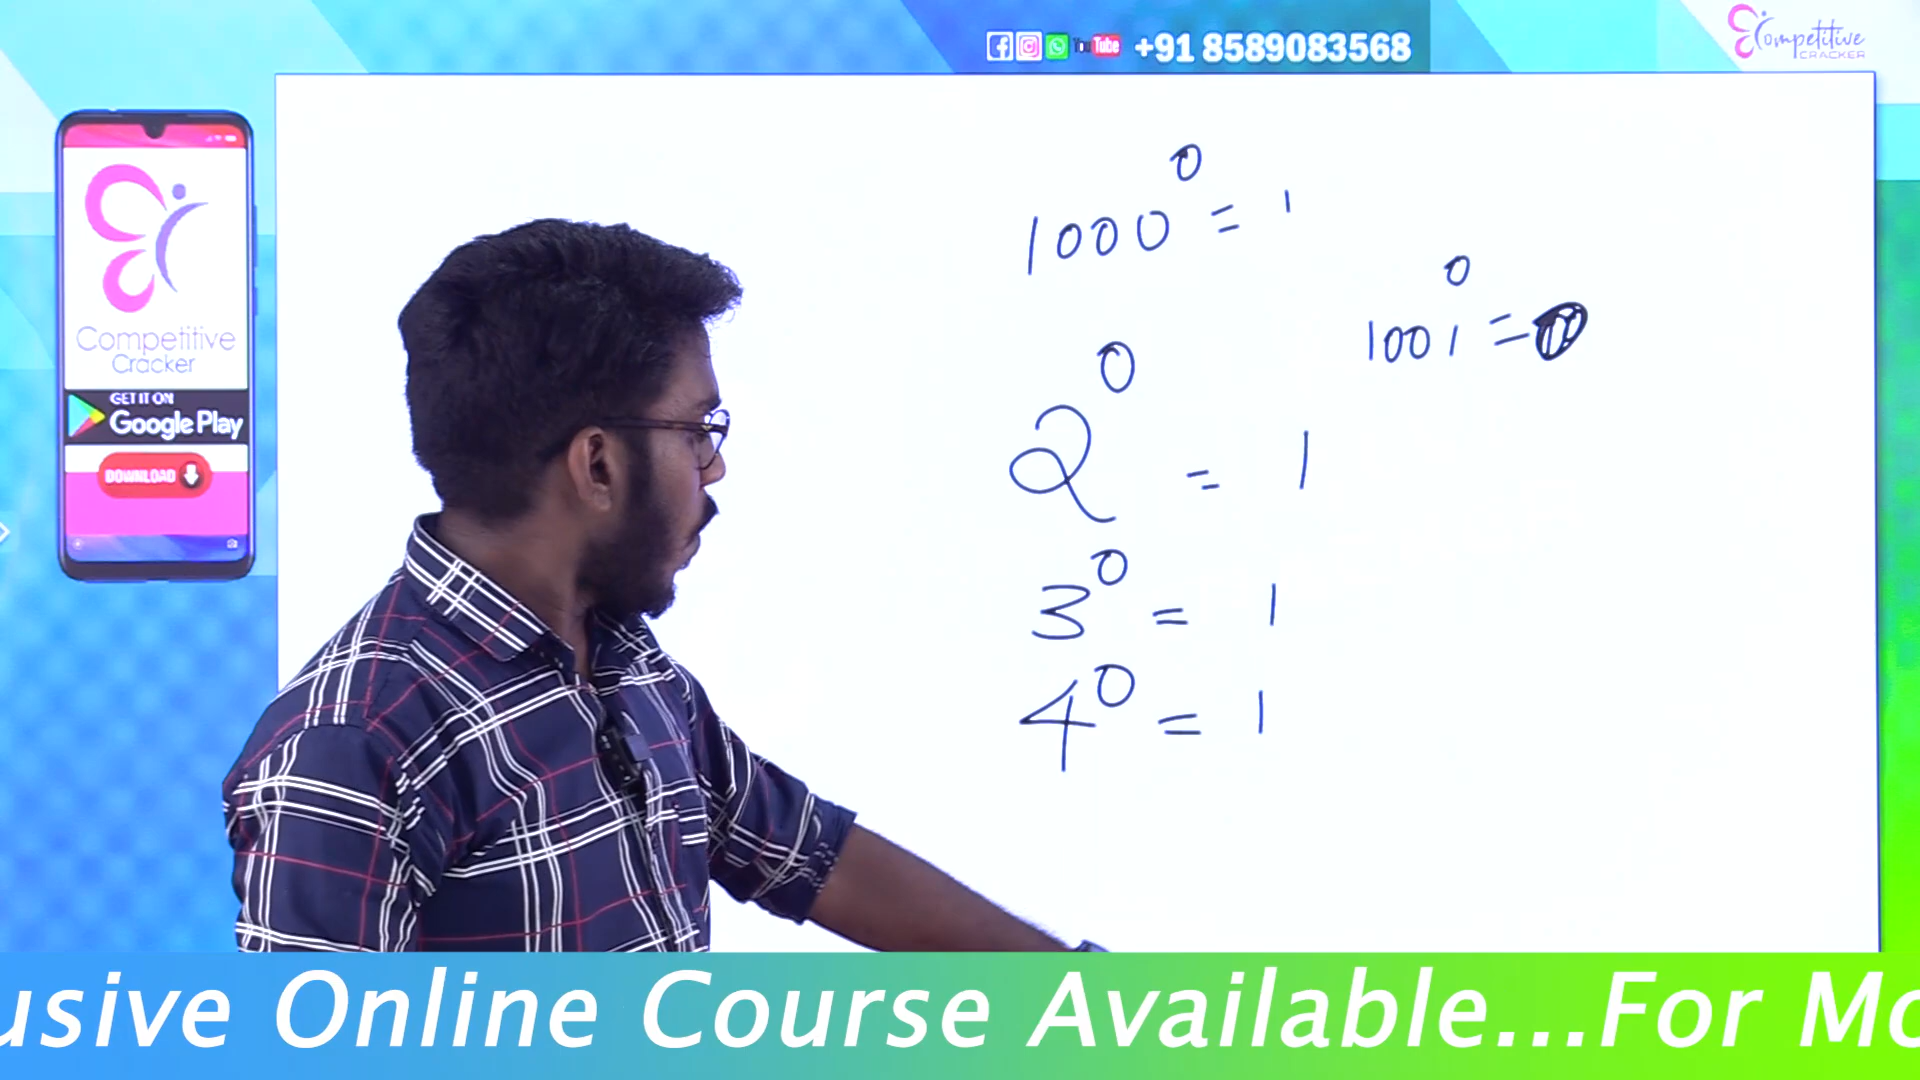 +91 8589083568
Competitive
CRACKER
Competitive
Cracker
GET IT ON
Google Play
DOWNLOAD
YouTube
1000⁰ = 1
1001⁰ =
2⁰ = 1
3⁰ = 1
4⁰ = 1
usive Online Course Available...For Mo